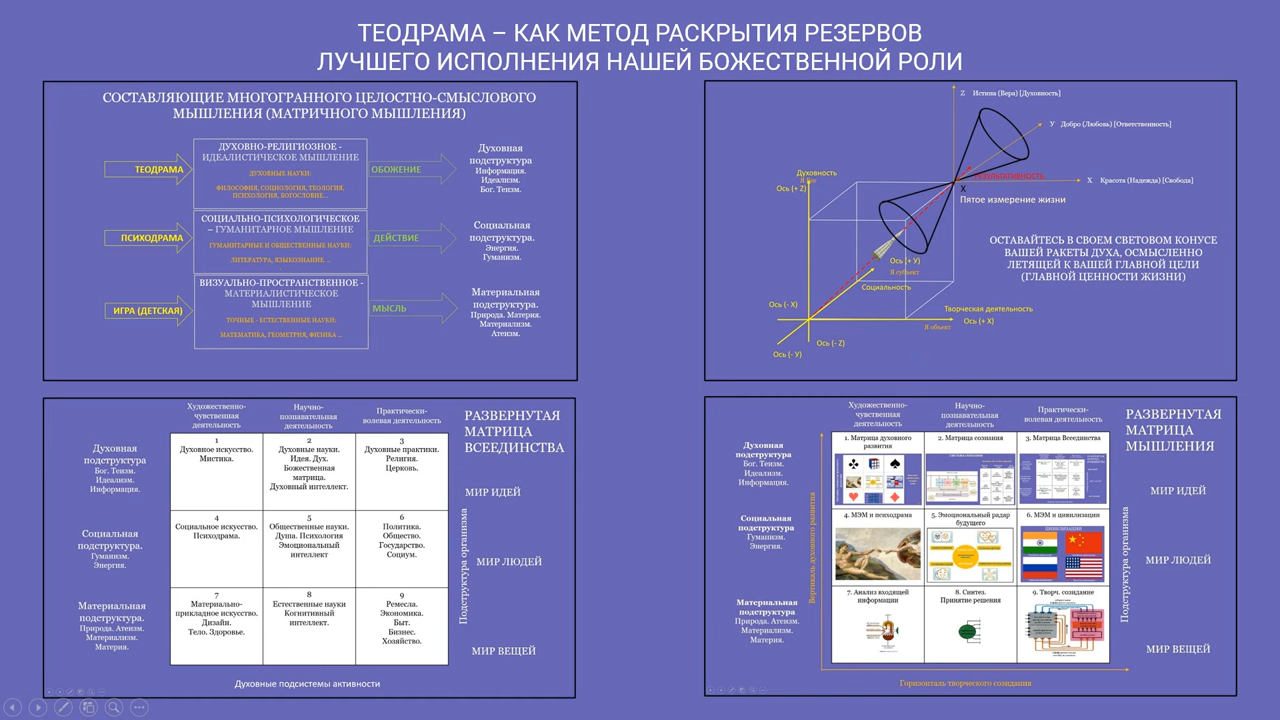 ТЕОДРАМА – КАК МЕТОД РАСКРЫТИЯ РЕЗЕРВОВ
ЛУЧШЕГО ИСПОЛНЕНИЯ НАШЕЙ БОЖЕСТВЕННОЙ РОЛИ
СОСТАВЛЯЮЩИЕ МНОГОГРАННОГО ЦЕЛОСТНО-СМЫСЛОВОГО
МЫШЛЕНИЯ (МАТРИЧНОГО МЫШЛЕНИЯ)
ТЕОДРАМА
ДУХОВНО-РЕЛИГИОЗНОЕ -
ИДЕАЛИСТИЧЕСКОЕ МЫШЛЕНИЕ
ДУХОВНЫЕ НАУКИ:
ФИЛОСОФИЯ, СОЦИОЛОГИЯ, ТЕОЛОГИЯ,
ПСИХОЛОГИЯ, БОГОСЛОВИЕ...
ОБОЖЕНИЕ
Духовная
подструктура
Информация.
Идеализм.
Бог. Теизм.
ПСИХОДРАМА
СОЦИАЛЬНО-ПСИХОЛОГИЧЕСКОЕ
– ГУМАНИТАРНОЕ МЫШЛЕНИЕ
ГУМАНИТАРНЫЕ И ОБЩЕСТВЕННЫЕ НАУКИ:
ЛИТЕРАТУРА, ЯЗЫКОЗНАНИЕ, ...
ДЕЙСТВИЕ
Социальная
подструктура.
Энергия.
Гуманизм.
ИГРА (ДЕТСКАЯ)
ВИЗУАЛЬНО-ПРОСТРАНСТВЕННОЕ -
МАТЕРИАЛИСТИЧЕСКОЕ
МЫШЛЕНИЕ
ТОЧНЫЕ - ЕСТЕСТВЕННЫЕ НАУКИ:
МАТЕМАТИКА, ГЕОМЕТРИЯ, ФИЗИКА ...
МЫСЛЬ
Материальная
подструктура.
Природа. Материя.
Материализм.
Атеизм.
Z Истина (Вера) [Духовность]
У Добро (Любовь) [Ответственность]
РЕЗУЛЬТАТИВНОСТЬ
X Красота (Надежда) [Свобода]
X
Пятое измерение жизни
Духовность
Ось (+ Z)
ОСТАВАЙТЕСЬ В СВОЕМ СВЕТОВОМ КОНУСЕ
ВАШЕЙ РАКЕТЫ ДУХА, ОСМЫСЛЕННО
ЛЕТЯЩЕЙ К ВАШЕЙ ГЛАВНОЙ ЦЕЛИ
(ГЛАВНОЙ ЦЕННОСТИ ЖИЗНИ)
Ось (+ У)
Я субъект
Социальность
Ось (- X)
Творческая деятельность
Ось (+ X)
Я объект
Ось (- Z)
Ось (- У)
Художественно-
чувственная
деятельность
Научно-
познавательная
деятельность
Практически-
волевая деятельность
РАЗВЕРНУТАЯ
МАТРИЦА
ВСЕЕДИНСТВА
Духовная
подструктура
Бог. Теизм.
Идеализм.
Информация.
1
Духовное искусство.
Мистика.
2
Духовные науки.
Идея. Дух.
Божественная
матрица.
Духовный интеллект.
3
Духовные практики.
Религия.
Церковь.
МИР ИДЕЙ
Социальная
подструктура.
Гуманизм.
Энергия.
4
Социальное искусство.
Психодрама.
5
Общественные науки.
Душа. Психология
Эмоциональный
интеллект
6
Политика.
Общество.
Государство.
Социум.
МИР ЛЮДЕЙ
Материальная
подструктура.
Природа. Атеизм.
Материализм.
Материя.
7
Материально-
прикладное искусство.
Дизайн.
Тело. Здоровье.
8
Естественные науки
Когнитивный
интеллект.
9
Ремесла.
Экономика.
Быт.
Бизнес.
Хозяйство.
МИР ВЕЩЕЙ
Подструктура организма
Духовные подсистемы активности
Художественно-
чувственная
деятельность
Научно-
познавательная
деятельность
Практически-
волевая деятельность
РАЗВЕРНУТАЯ
МАТРИЦА
МЫШЛЕНИЯ
Духовная
подструктура
Бог. Теизм.
Идеализм.
Информация.
1. Матрица духовного
развития
2. Матрица сознания
3. Матрица Всеединства
МИР ИДЕЙ
Социальная
подструктура
Гуманизм.
Энергия.
4. МЭМ и психодрама
5. Эмоциональный радар
будущего
6. МЭМ и цивилизации
МИР ЛЮДЕЙ
Материальная
подструктура
Природа. Атеизм.
Материализм.
Материя.
7. Анализ входящей
информации
8. Синтез.
Принятие решения
9. Творч. созидание
МИР ВЕЩЕЙ
Вертикаль духовного развития
Подструктура организма
Горизонталь творческого созидания